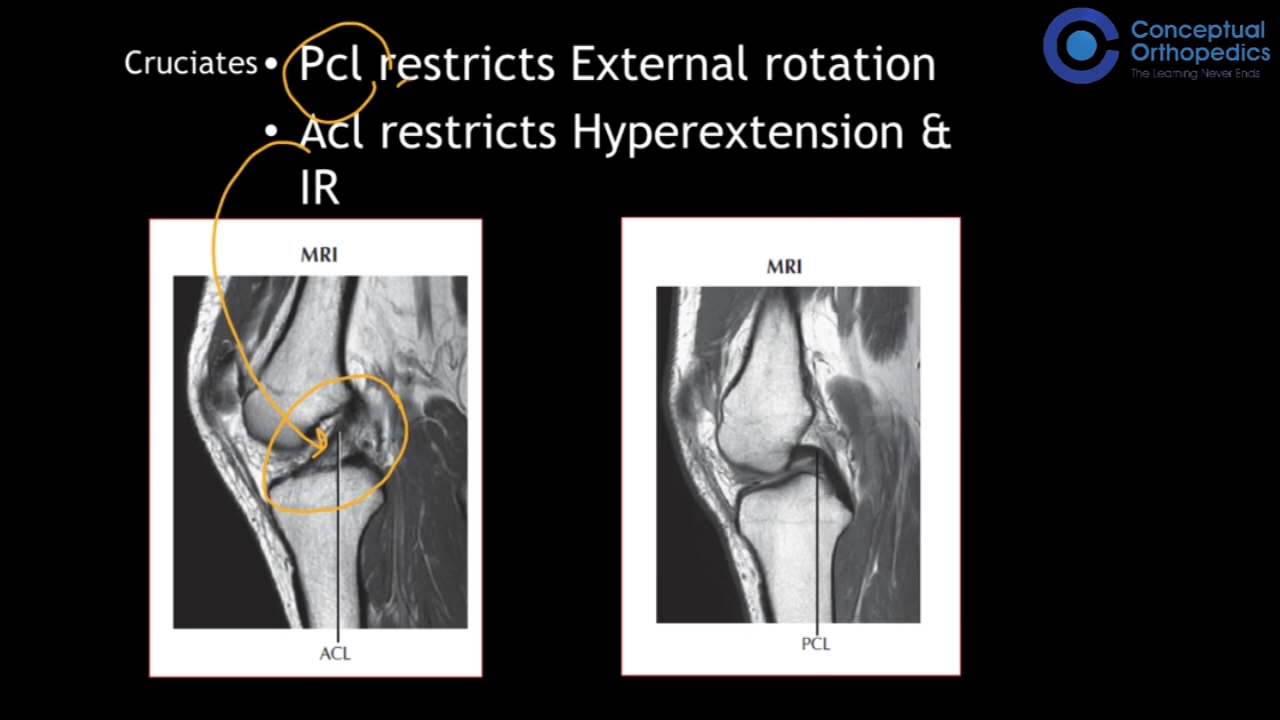 Cruciates • Pcl restricts External rotation
• Acl restricts Hyperextension &
IR
Conceptual
Orthopedics
The Learning Never Ends
MRI
ACL
MRI
PCL